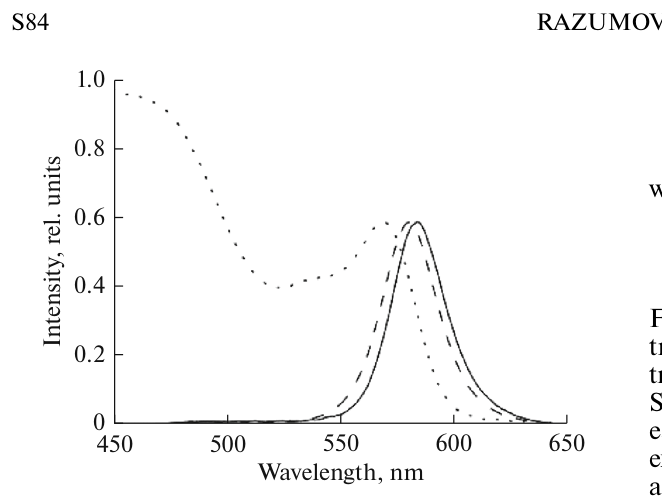 S84
RAZUMOV
1.0
0.8
0.6
0.4
0.2
0
Intensity, rel. units
450 500 550 600 650
Wavelength, nm
w
F
tr
tr
S
e
ex
a